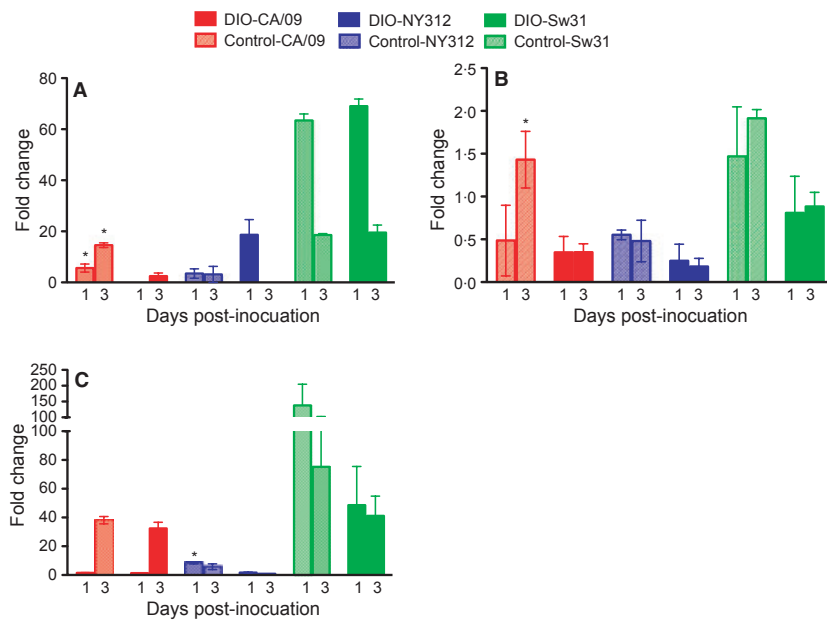 DIO-CA/09 DIO-NY312 DIO-Sw31
Control-CA/09 Control-NY312 Control-Sw31
A
80
60
40
20
0
Fold change
* *
1 3 1 3 1 3 1 3 1 3 1 3
Days post-inocuation
B
2·5
2·0
1·5
1·0
0·5
0·0
Fold change
*
1 3 1 3 1 3 1 3 1 3 1 3
Days post-inocuation
C
250
200
150
100
100
80
60
40
20
0
Fold change
*
1 3 1 3 1 3 1 3 1 3 1 3
Days post-inocuation